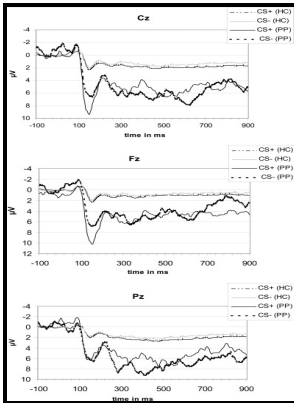 Cz
CS+ (HC)
CS- (HC)
CS+ (PP)
CS- (PP)
-4
-2
0
2
4
6
8
10
12
µV
-100 100 300 500 700 900
time in ms
Fz
CS+ (HC)
CS- (HC)
CS+ (PP)
CS- (PP)
-4
-2
0
2
4
6
8
10
12
µV
-100 100 300 500 700 900
time in ms
Pz
CS+ (HC)
CS- (HC)
CS+ (PP)
CS- (PP)
-4
-2
0
2
4
6
8
10
µV
-100 100 300 500 700 900
time in ms